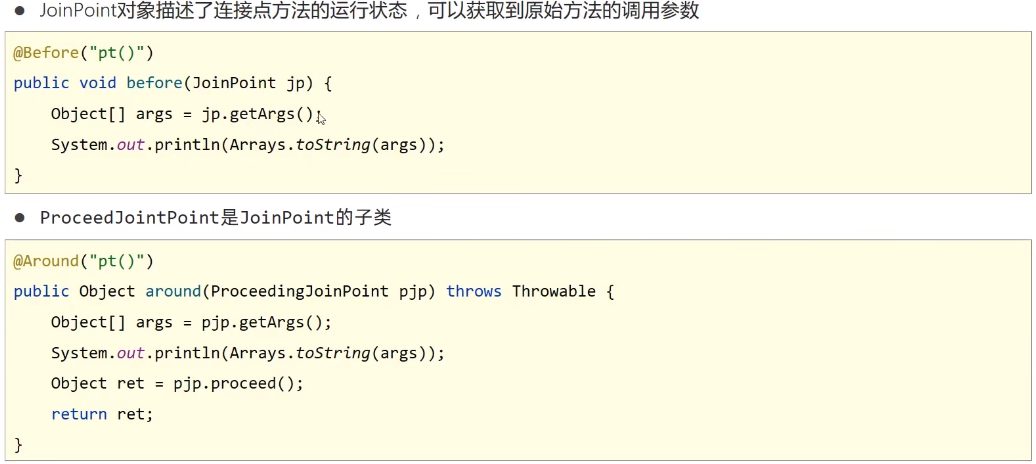 ● JoinPoint对象描述了连接点方法的运行状态，可以获取到原始方法的调用参数
@Before("pt()")
public void before(JoinPoint jp) {
    Object[] args = jp.getArgs();
    System.out.println(Arrays.toString(args));
}
● ProceedJointPoint是JoinPoint的子类
@Around("pt()")
public Object around(ProceedingJoinPoint pjp) throws Throwable {
    Object[] args = pjp.getArgs();
    System.out.println(Arrays.toString(args));
    Object ret = pjp.proceed();
    return ret;
}